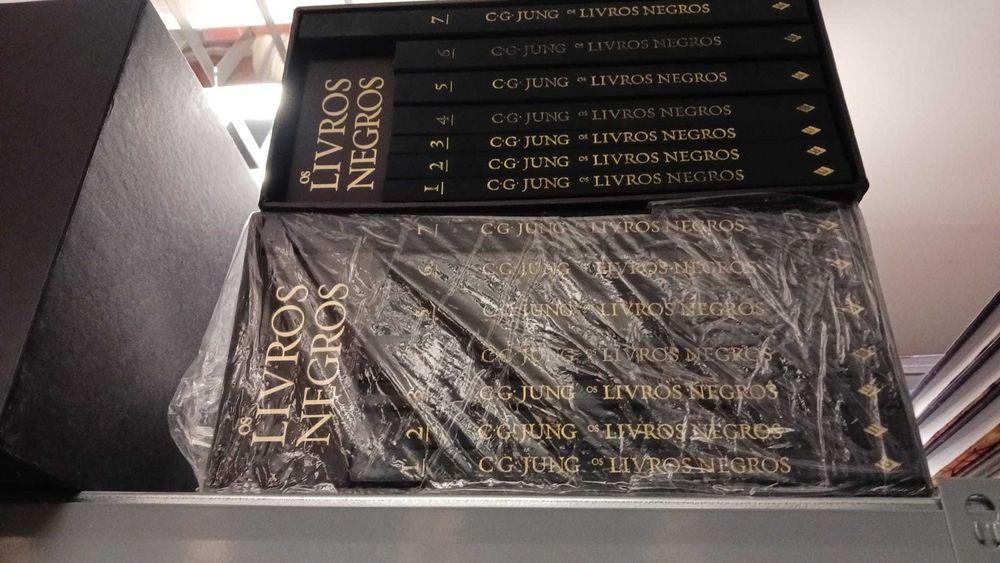 OS
LIVROS
NEGROS
7 C·G· JUNG OS LIVROS NEGROS
6 C·G· JUNG OS LIVROS NEGROS
5 C·G· JUNG OS LIVROS NEGROS
4 C·G· JUNG OS LIVROS NEGROS
3 C·G· JUNG OS LIVROS NEGROS
2 C·G· JUNG OS LIVROS NEGROS
1 C·G· JUNG OS LIVROS NEGROS
OS
LIVROS
NEGROS
7 C·G· JUNG LIVROS NEGROS
6 C·G· JUNG LIVROS NEGROS
5 C·G· JUNG OS LIVROS NEGROS
C·G· JUNG OS LIVROS NEGROS
3 C·G· JUNG OS LIVROS NEGROS
2 C·G· JUNG OS LIVROS NEGROS
1 C·G· JUNG OS LIVROS NEGROS